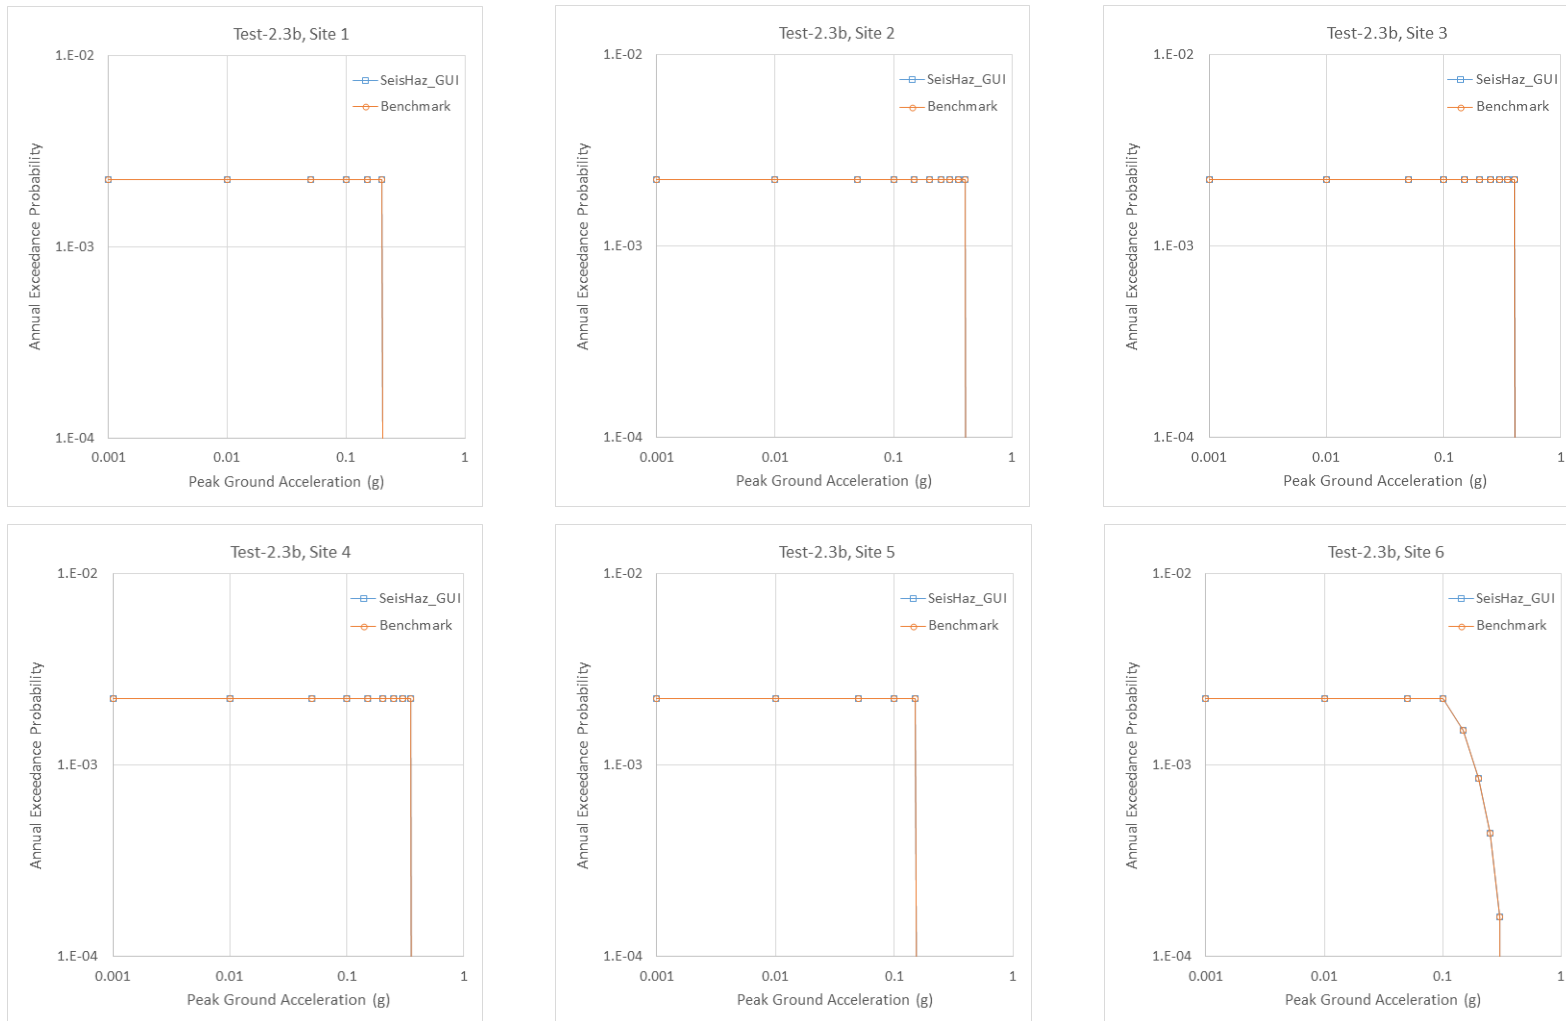 Test-2.3b, Site 1
1.E-02
SeisHaz_GUI
Benchmark
1.E-03
1.E-04
0.001 0.01 0.1 1
Peak Ground Acceleration (g)
Annual Exceedance Probability
Test-2.3b, Site 2
1.E-02
SeisHaz_GUI
Benchmark
1.E-03
1.E-04
0.001 0.01 0.1 1
Peak Ground Acceleration (g)
Annual Exceedance Probability
Test-2.3b, Site 3
1.E-02
SeisHaz_GUI
Benchmark
1.E-03
1.E-04
0.001 0.01 0.1 1
Peak Ground Acceleration (g)
Annual Exceedance Probability
Test-2.3b, Site 4
1.E-02
SeisHaz_GUI
Benchmark
1.E-03
1.E-04
0.001 0.01 0.1 1
Peak Ground Acceleration (g)
Annual Exceedance Probability
Test-2.3b, Site 5
1.E-02
SeisHaz_GUI
Benchmark
1.E-03
1.E-04
0.001 0.01 0.1 1
Peak Ground Acceleration (g)
Annual Exceedance Probability
Test-2.3b, Site 6
1.E-02
SeisHaz_GUI
Benchmark
1.E-03
1.E-04
0.001 0.01 0.1 1
Peak Ground Acceleration (g)
Annual Exceedance Probability